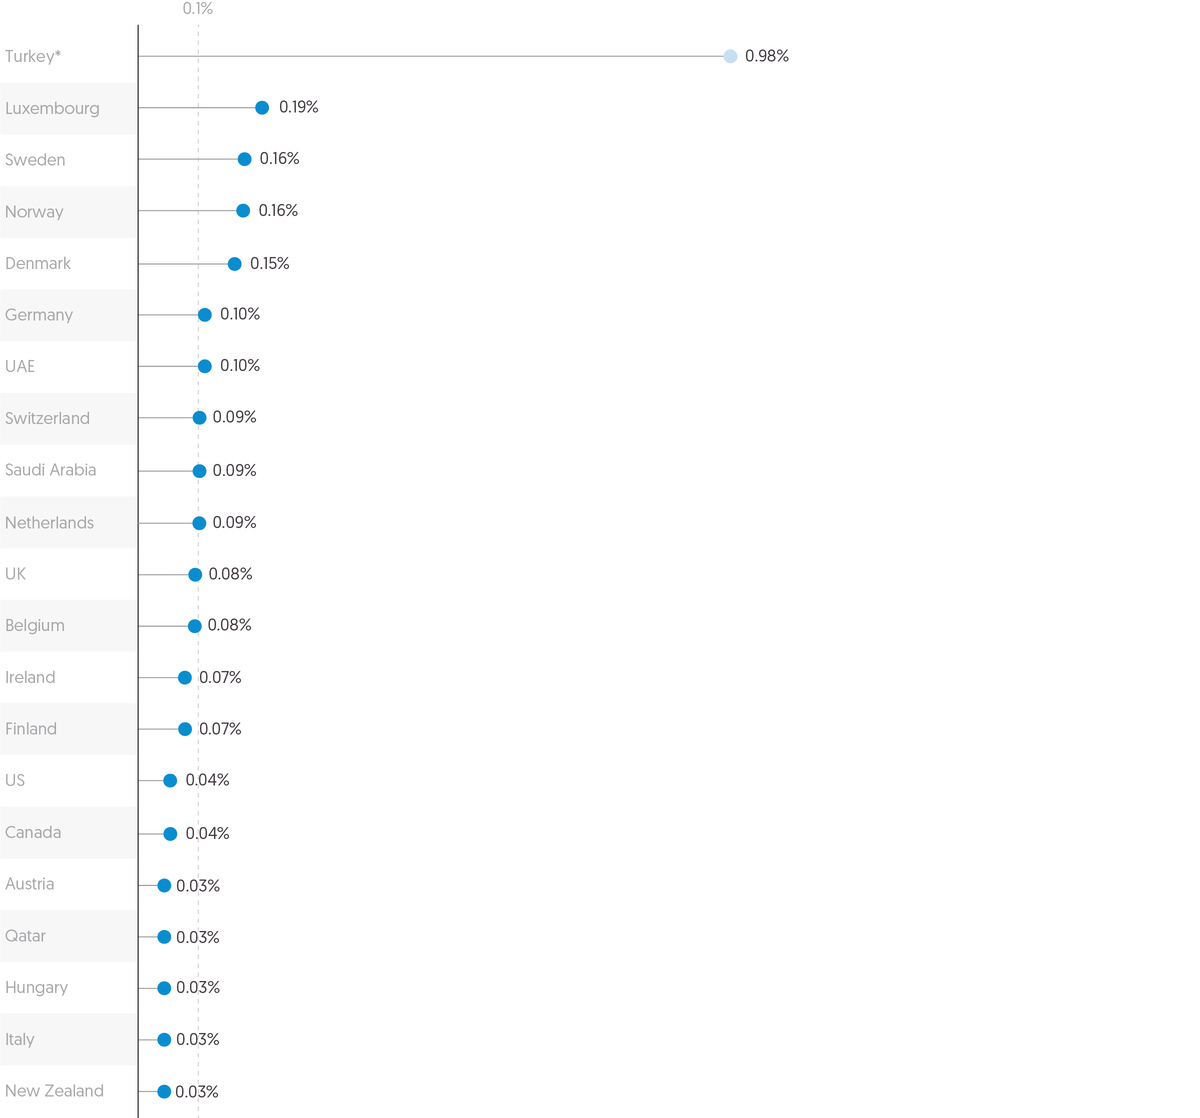 0.1%
Turkey* 0.98%
Luxembourg 0.19%
Sweden 0.16%
Norway 0.16%
Denmark 0.15%
Germany 0.10%
UAE 0.10%
Switzerland 0.09%
Saudi Arabia 0.09%
Netherlands 0.09%
UK 0.08%
Belgium 0.08%
Ireland 0.07%
Finland 0.07%
US 0.04%
Canada 0.04%
Austria 0.03%
Qatar 0.03%
Hungary 0.03%
Italy 0.03%
New Zealand 0.03%